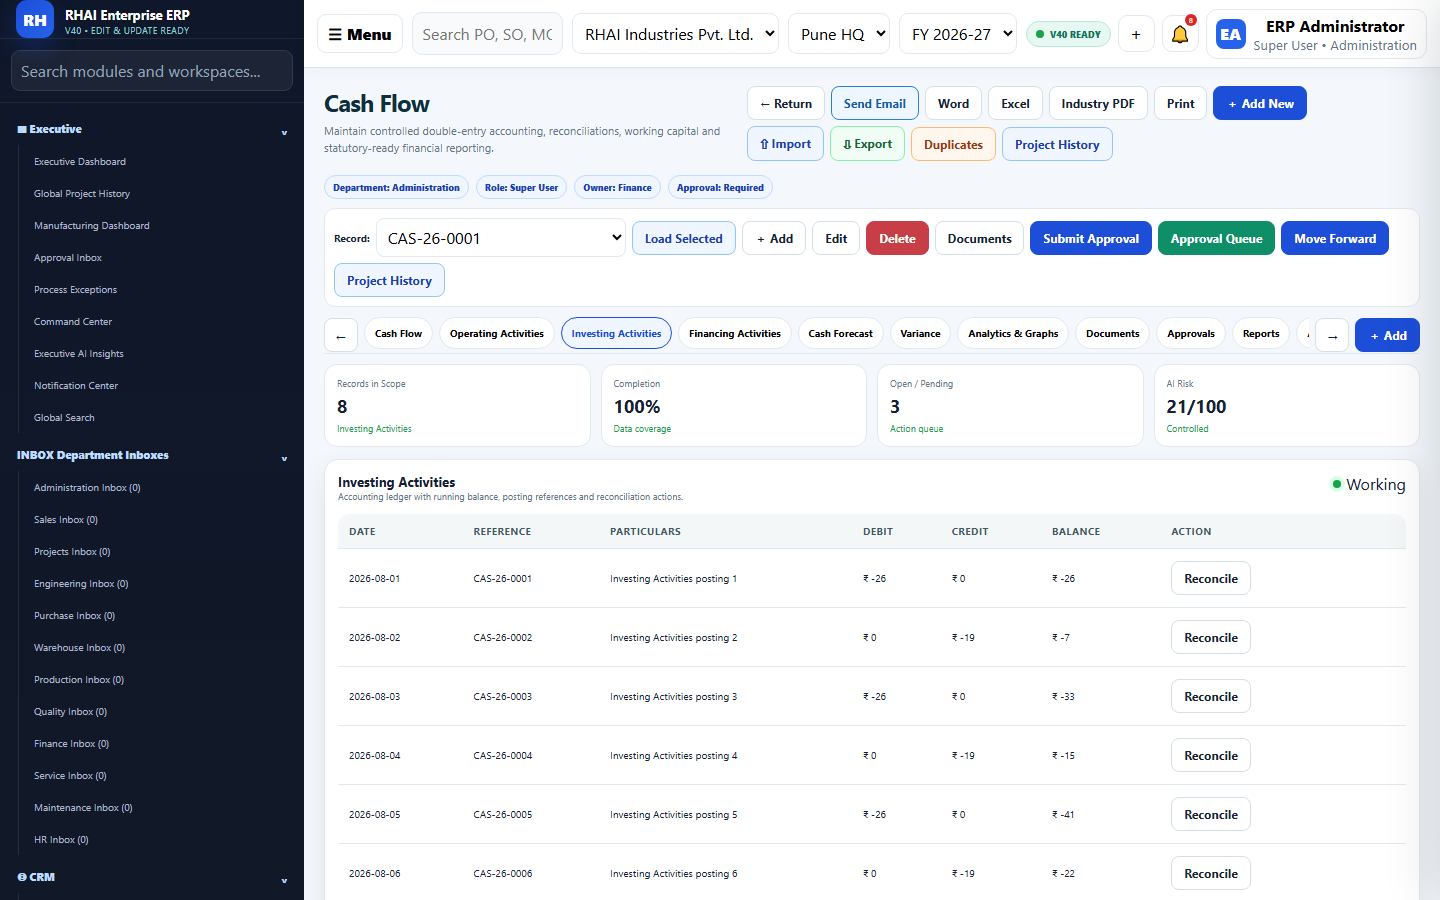 RH
RHAI Enterprise ERP
V40 • EDIT & UPDATE READY
Search modules and workspaces...
Executive
Executive Dashboard
Global Project History
Manufacturing Dashboard
Approval Inbox
Process Exceptions
Command Center
Executive AI Insights
Notification Center
Global Search
INBOX Department Inboxes
Administration Inbox (0)
Sales Inbox (0)
Projects Inbox (0)
Engineering Inbox (0)
Purchase Inbox (0)
Warehouse Inbox (0)
Production Inbox (0)
Quality Inbox (0)
Finance Inbox (0)
Service Inbox (0)
Maintenance Inbox (0)
HR Inbox (0)
CRM
☰ Menu
Search PO, SO, MO
RHAI Industries Pvt. Ltd.
Pune HQ
FY 2026-27
V40 READY
+
8
EA
ERP Administrator
Super User • Administration
Cash Flow
Maintain controlled double-entry accounting, reconciliations, working capital and
statutory-ready financial reporting.
← Return
Send Email
Word
Excel
Industry PDF
Print
+ Add New
⇧ Import
⇩ Export
Duplicates
Project History
Department: Administration
Role: Super User
Owner: Finance
Approval: Required
Record:
CAS-26-0001
Load Selected
+ Add
Edit
Delete
Documents
Submit Approval
Approval Queue
Move Forward
Project History
←
Cash Flow
Operating Activities
Investing Activities
Financing Activities
Cash Forecast
Variance
Analytics & Graphs
Documents
Approvals
Reports
→
+ Add
Records in Scope
8
Investing Activities
Completion
100%
Data coverage
Open / Pending
3
Action queue
AI Risk
21/100
Controlled
Investing Activities
Accounting ledger with running balance, posting references and reconciliation actions.
Working
DATE REFERENCE PARTICULARS DEBIT CREDIT BALANCE ACTION
2026-08-01 CAS-26-0001 Investing Activities posting 1 ₹ -26 ₹ 0 ₹ -26 Reconcile
2026-08-02 CAS-26-0002 Investing Activities posting 2 ₹ 0 ₹ -19 ₹ -7 Reconcile
2026-08-03 CAS-26-0003 Investing Activities posting 3 ₹ -26 ₹ 0 ₹ -33 Reconcile
2026-08-04 CAS-26-0004 Investing Activities posting 4 ₹ 0 ₹ -19 ₹ -15 Reconcile
2026-08-05 CAS-26-0005 Investing Activities posting 5 ₹ -26 ₹ 0 ₹ -41 Reconcile
2026-08-06 CAS-26-0006 Investing Activities posting 6 ₹ 0 ₹ -19 ₹ -22 Reconcile